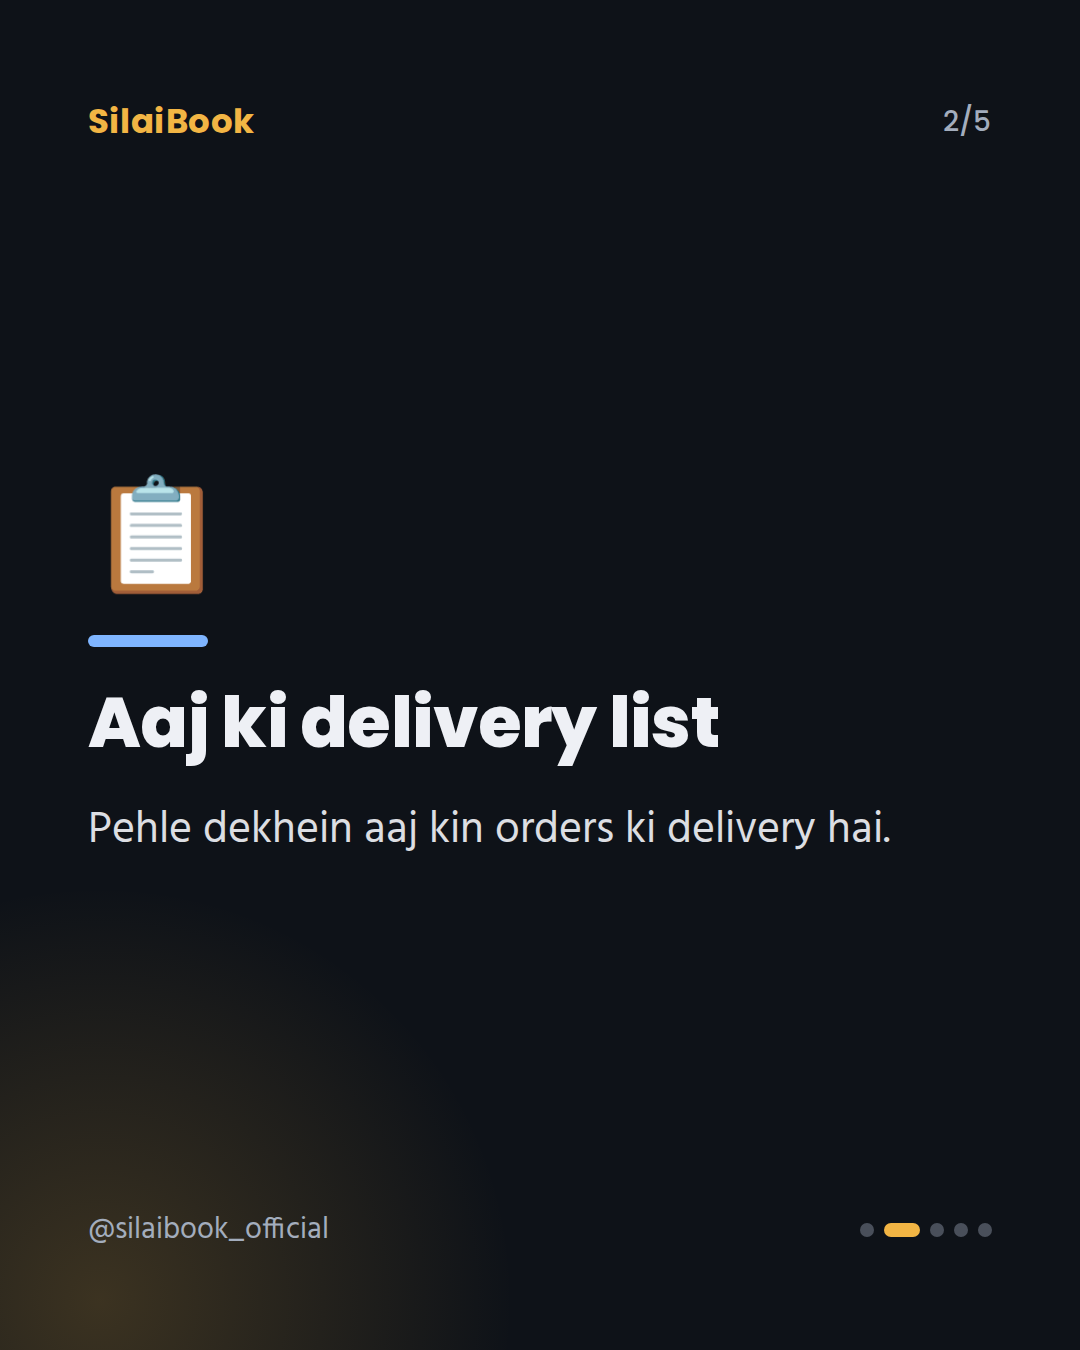 SilaiBook
2/5
Aaj ki delivery list
Pehle dekhein aaj kin orders ki delivery hai.
@silaibook_official